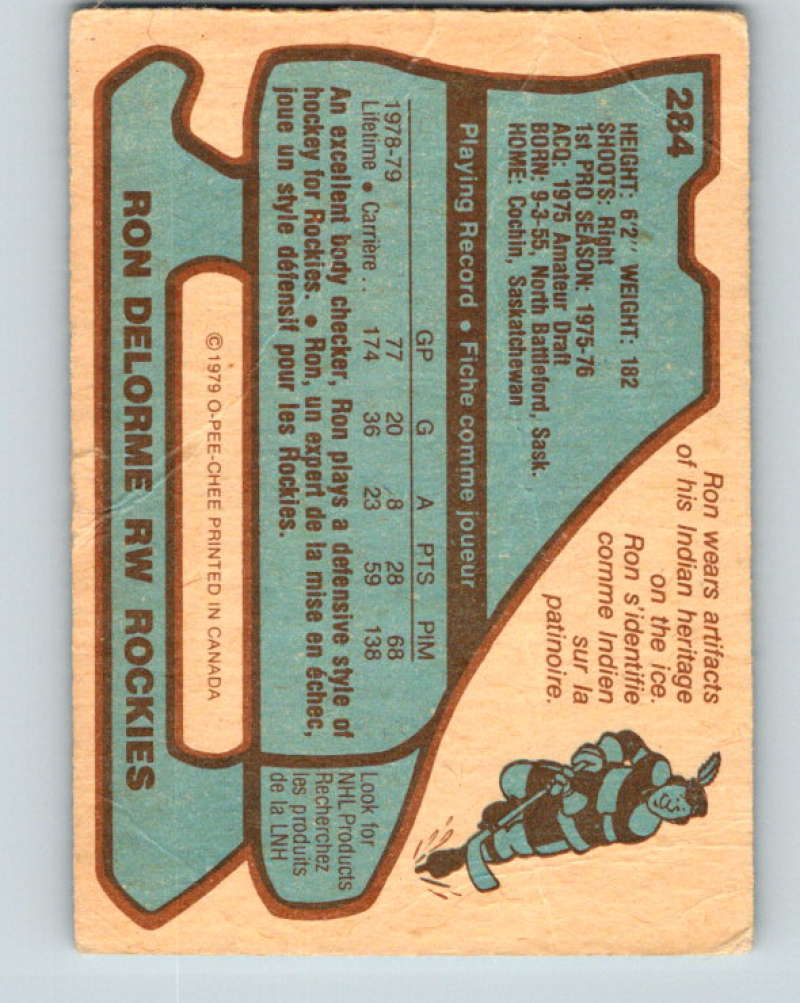 284
HEIGHT: 6'2" WEIGHT: 182
SHOOTS: Right
1st PRO SEASON: 1975-76
ACQ: 1975 Amateur Draft
BORN: 9-3-55, North Battleford, Sask.
HOME: Cochin, Saskatchewan
Ron wears artifacts
of his Indian heritage
on the ice.
Ron s'identifie
comme Indien
sur la
patinoire.
Playing Record • Fiche comme joueur
GP G A PTS PIM
1978-79 77 20 8 28 68
Lifetime • Carrière .. 174 36 23 59 138
An excellent body checker, Ron plays a defensive style of
hockey for Rockies. • Ron, un expert de la mise en échec,
joue un style défensif pour les Rockies.
Look for
NHL Products
Recherchez
les produits
de la LNH
© 1979 O-PEE-CHEE PRINTED IN CANADA
RON DELORME RW ROCKIES